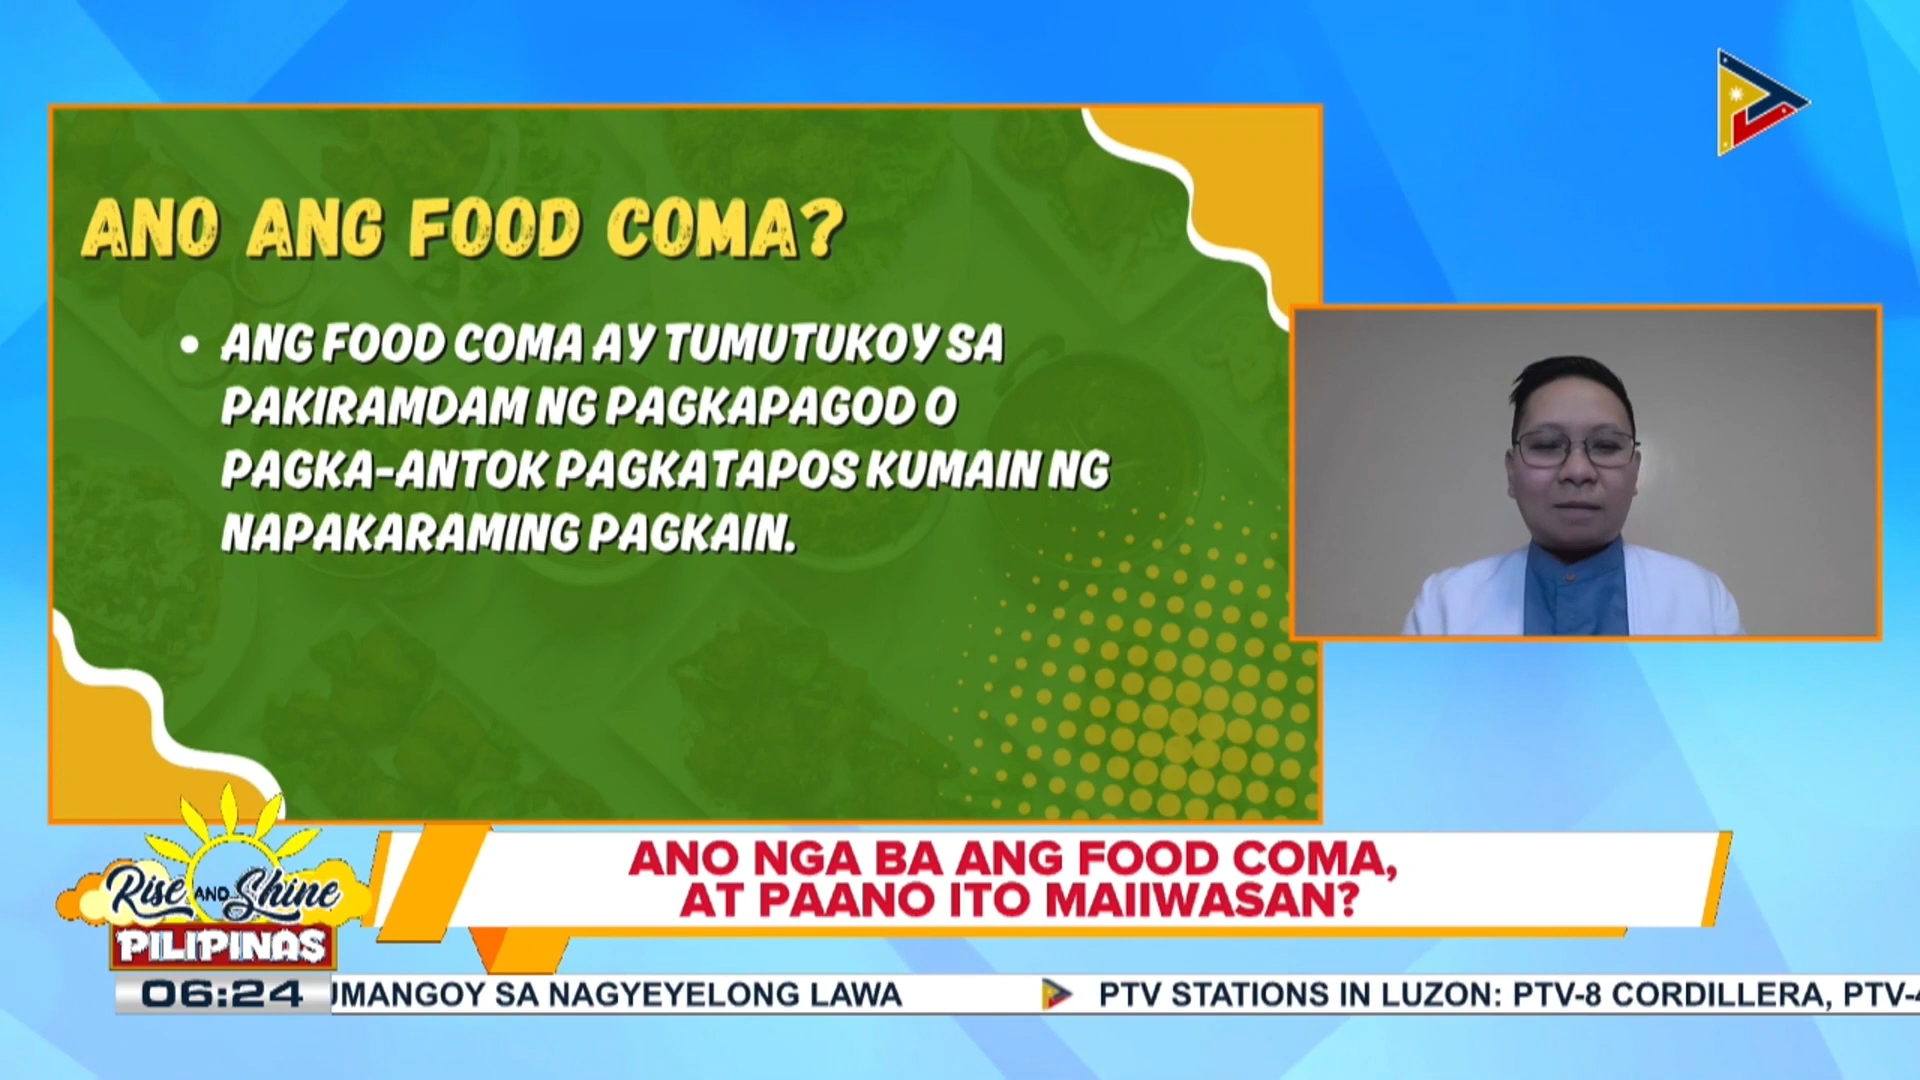 ANO ANG FOOD COMA?
• ANG FOOD COMA AY TUMUTUKOY SA
PAKIRAMDAM NG PAGKAPAGOD O
PAGKA-ANTOK PAGKATAPOS KUMAIN NG
NAPAKARAMING PAGKAIN.
ANO NGA BA ANG FOOD COMA,
AT PAANO ITO MAIIWASAN?
Rise AND Shine
PILIPINAS
06:24
UMANGOY SA NAGYEYELONG LAWA PTV STATIONS IN LUZON: PTV-8 CORDILLERA, PTV-4